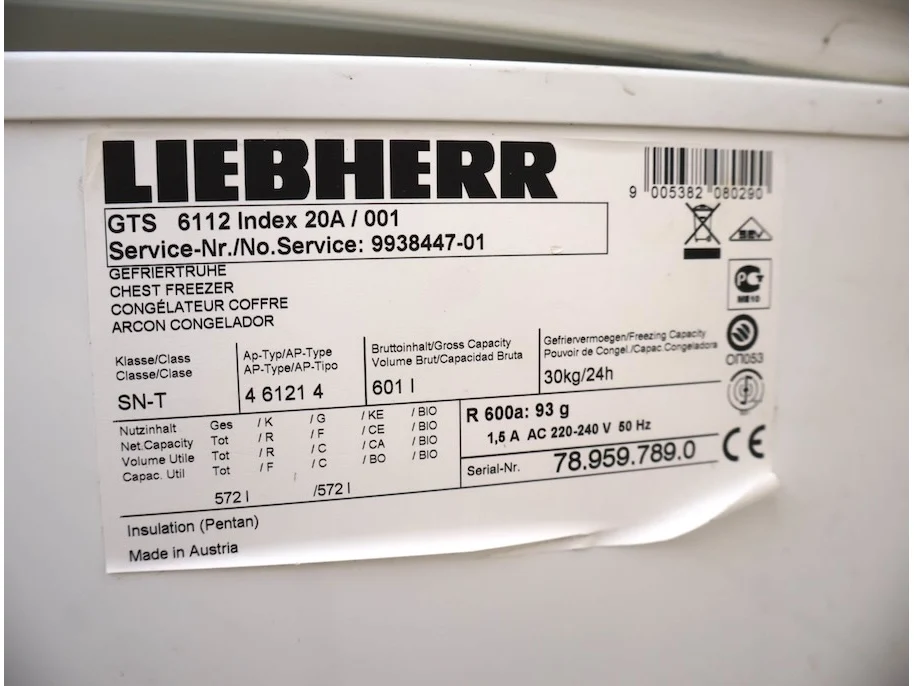 LIEBHERR
9 005382 080290
GTS 6112 Index 20A / 001
Service-Nr./No.Service: 9938447-01
GEFRIERTRUHE
CHEST FREEZER
CONGÉLATEUR COFFRE
ARCON CONGELADOR
SEV
PC
ME10
ОП053
Klasse/Class
Classe/Clase
SN-T
Ap-Typ/AP-Type
AP-Type/AP-Tipo
4 6121 4
Bruttoinhalt/Gross Capacity
Volume Brut/Capacidad Bruta
601 l
Gefriervermoegen/Freezing Capacity
Pouvoir de Congel./Capac.Congeladora
30kg/24h
Nutzinhalt Ges / K / G / KE / BIO
Net.Capacity Tot / R / F / CE / BIO
Volume Utile Tot / R / C / CA / BIO
Capac. Util Tot / F / C / BO / BIO
572 l /572 l
R 600a: 93 g
1,5 A AC 220-240 V 50 Hz
Serial-Nr. 78.959.789.0
CE
Insulation (Pentan)
Made in Austria